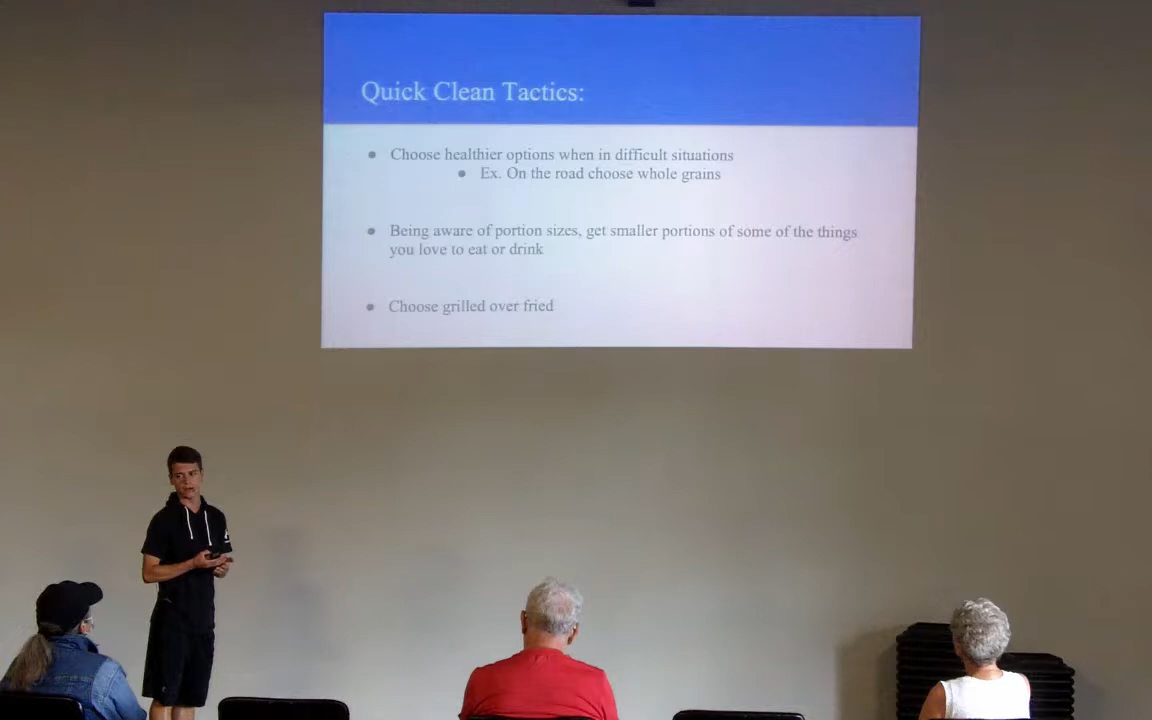 Quick Clean Tactics:
● Choose healthier options when in difficult situations
● Ex. On the road choose whole grains
● Being aware of portion sizes, get smaller portions of some of the things
you love to eat or drink
● Choose grilled over fried